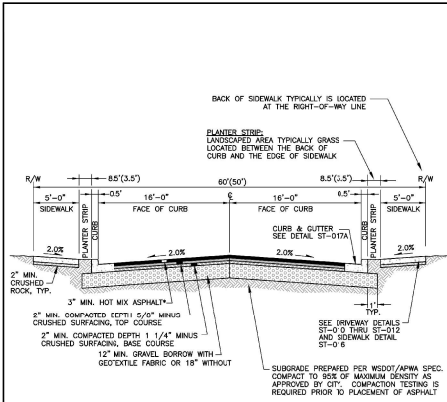 BACK OF SIDEWALK TYPICALLY IS LOCATED
AT THE RIGHT-OF-WAY LINE
PLANTER STRIP:
LANDSCAPED AREA TYPICALLY GRASS
LOCATED BETWEEN THE BACK OF
CURB AND THE EDGE OF SIDEWALK
R/W
8.5'(3.5')
60'(50')
8.5'(3.5')
R/W
5'-0"
SIDEWALK
PLANTER STRIP
CURB
0.5'
16'-0"
FACE OF CURB
℄
16'-0"
FACE OF CURB
0.5'
CURB
PLANTER STRIP
5'-0"
SIDEWALK
CURB & GUTTER
SEE DETAIL ST-017A
2.0%
2.0%
2.0%
2.0%
2" MIN.
CRUSHED
ROCK, TYP.
3" MIN. HOT MIX ASPHALT*
2" MIN. COMPACTED DEPTH 5/8" MINUS
CRUSHED SURFACING, TOP COURSE
2" MIN. COMPACTED DEPTH 1 1/4" MINUS
CRUSHED SURFACING, BASE COURSE
12" MIN. GRAVEL BORROW WITH
GEOTEXTILE FABRIC OR 18" WITHOUT
1'
TYP.
SEE DRIVEWAY DETAILS
ST-010 THRU ST-012
AND SIDEWALK DETAIL
ST-016
SUBGRADE PREPARED PER WSDOT/APWA SPEC.
COMPACT TO 95% OF MAXIMUM DENSITY AS
APPROVED BY CITY. COMPACTION TESTING IS
REQUIRED PRIOR TO PLACEMENT OF ASPHALT